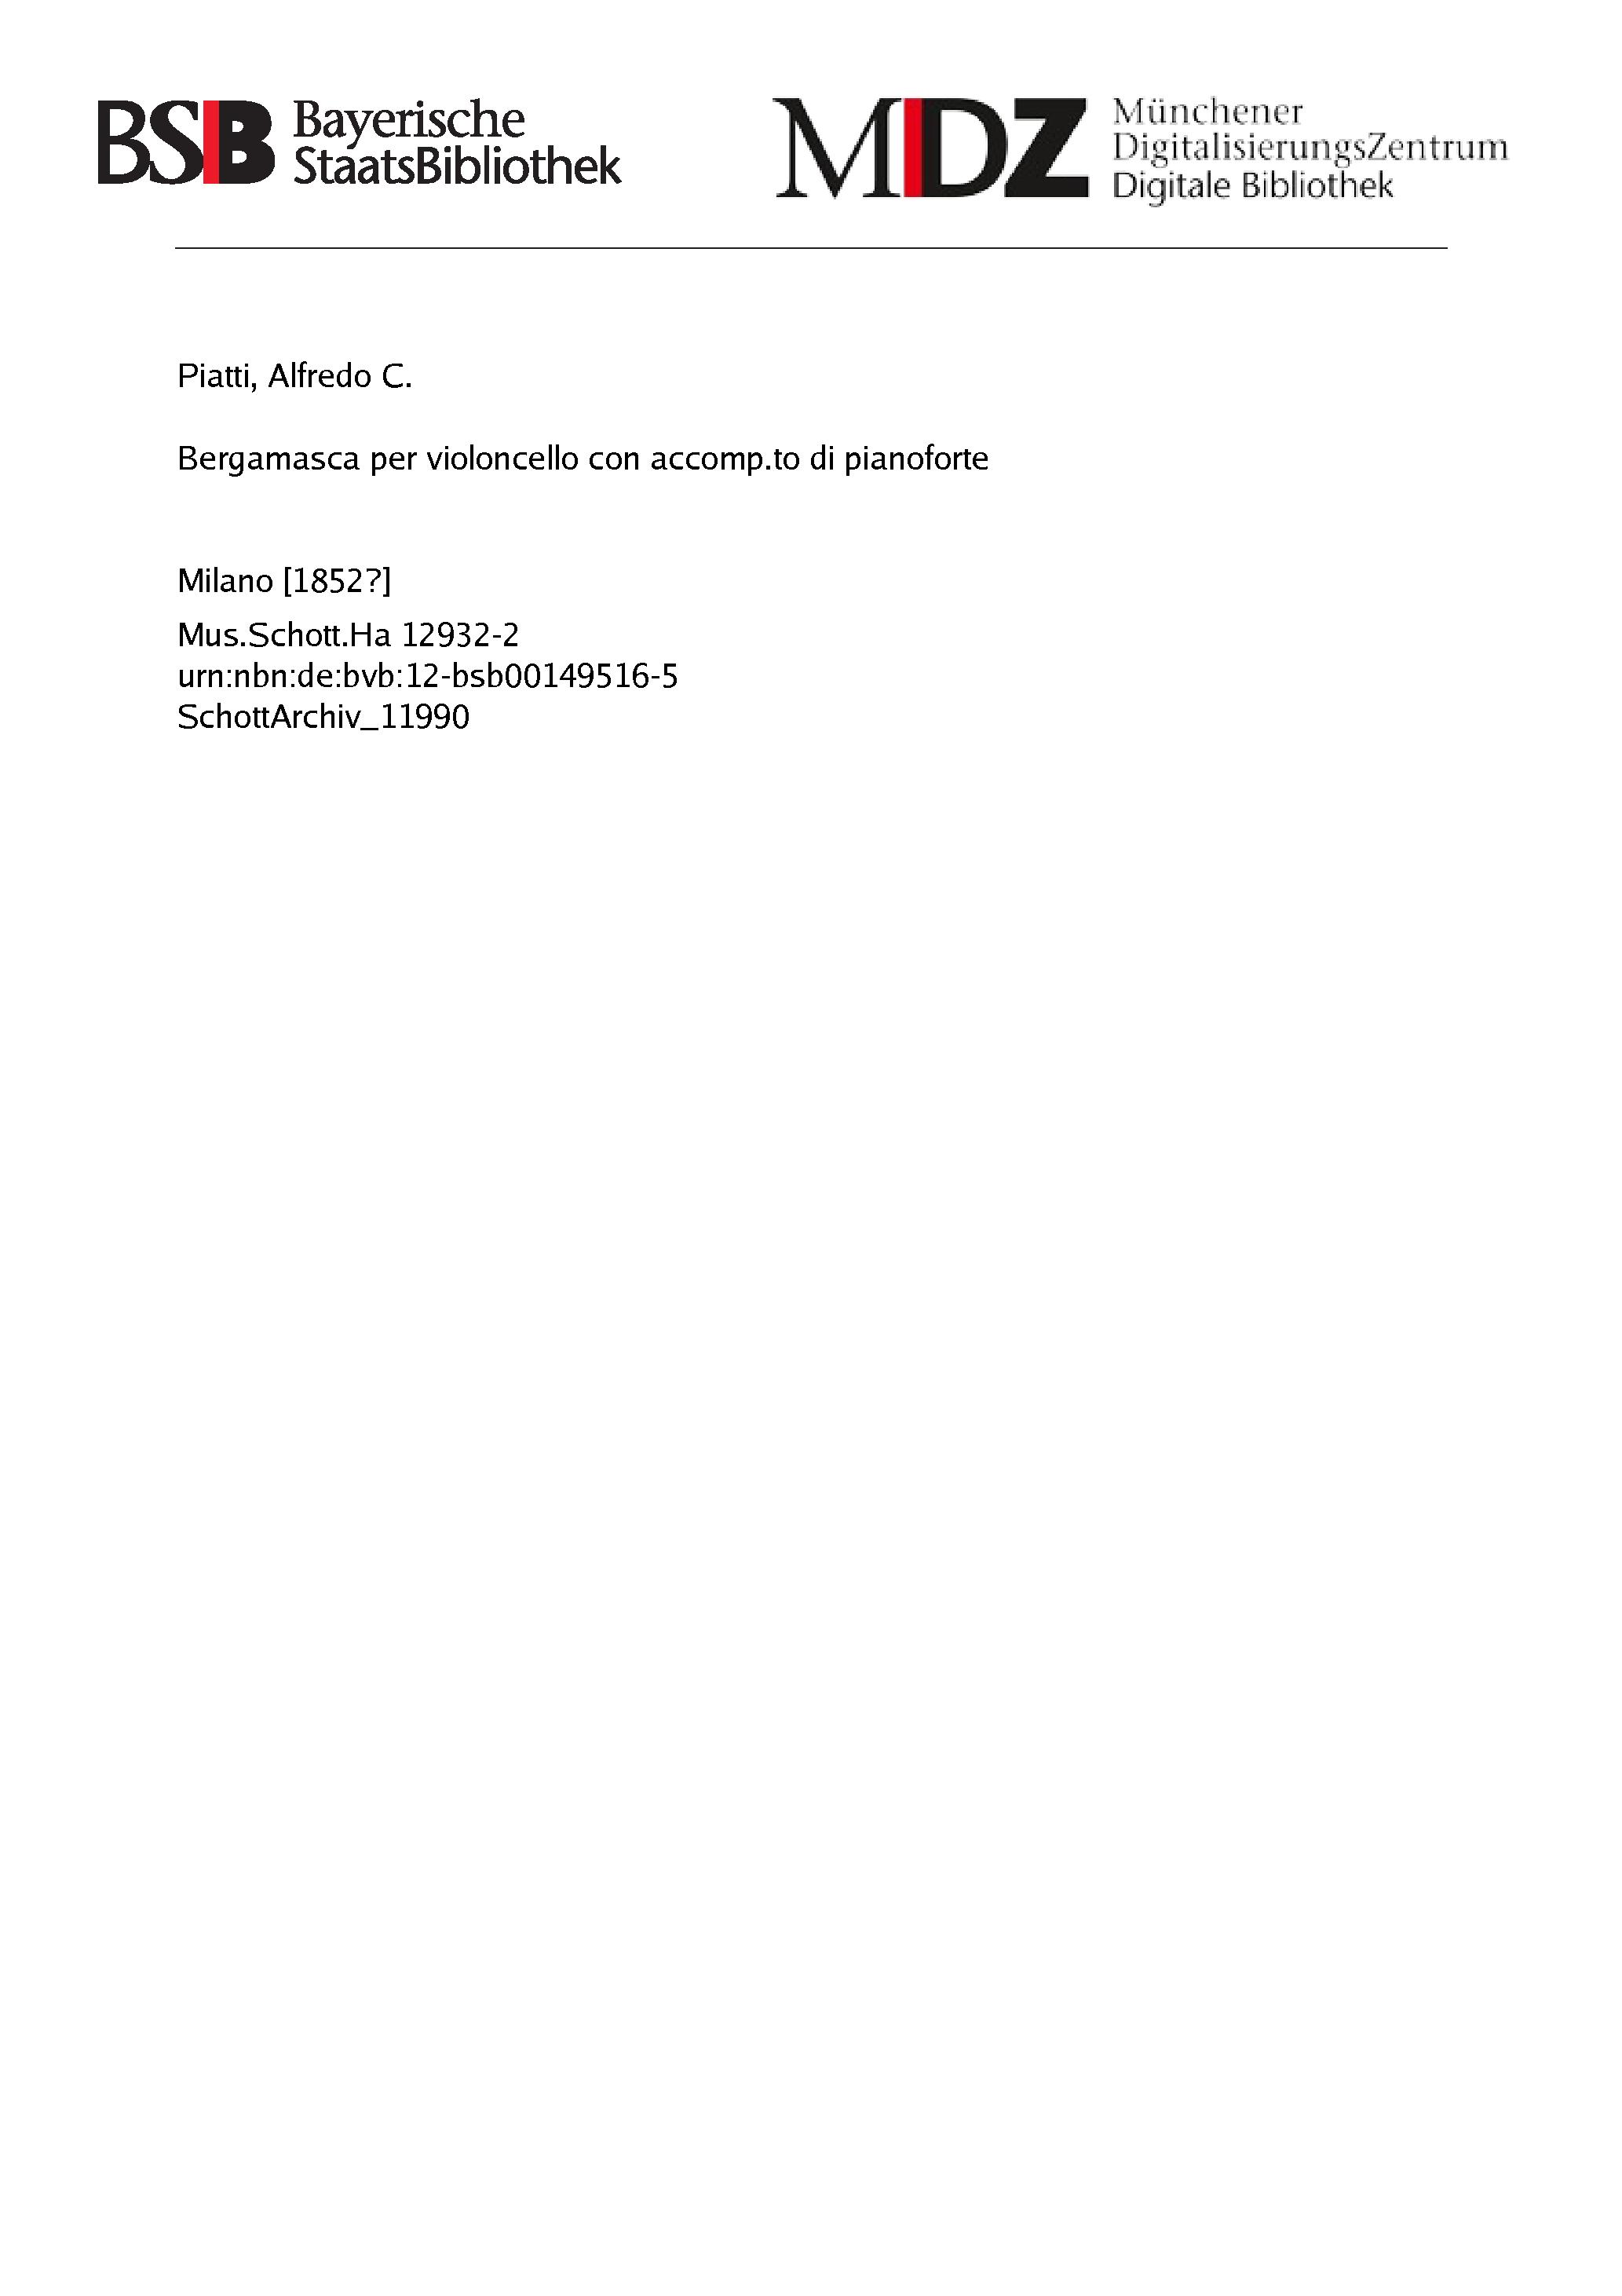 BSB Bayerische
StaatsBibliothek
MDZ Münchener
DigitalisierungsZentrum
Digitale Bibliothek
Piatti, Alfredo C.
Bergamasca per violoncello con accomp.to di pianoforte
Milano [1852?]
Mus.Schott.Ha 12932-2
urn:nbn:de:bvb:12-bsb00149516-5
SchottArchiv_11990